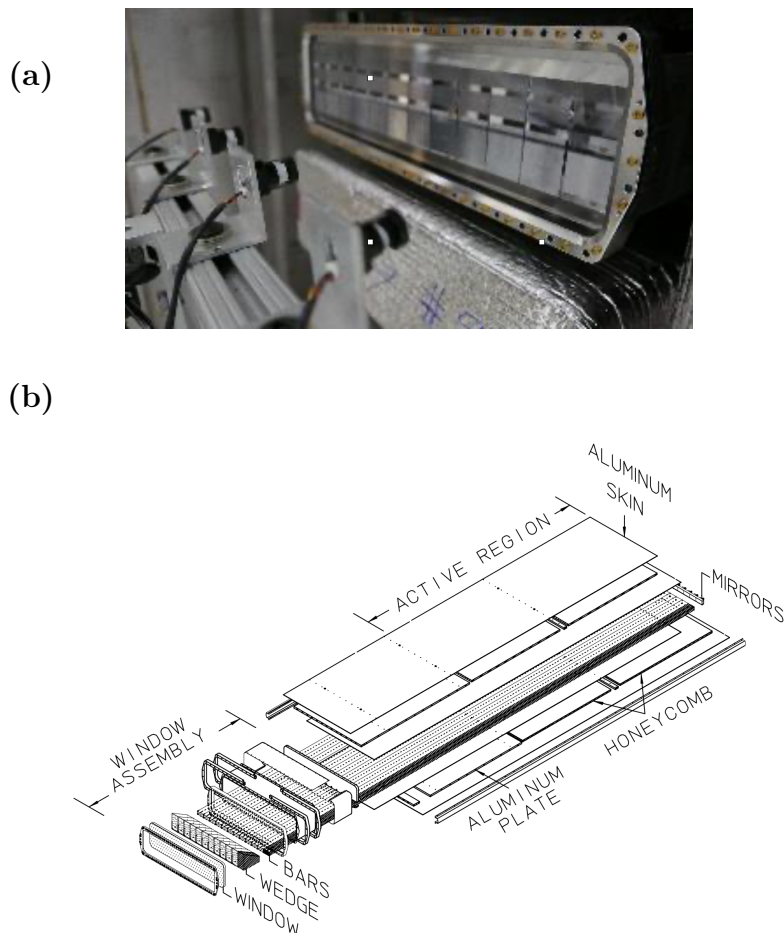 (a)
(b)
ALUMINUM
SKIN
ACTIVE REGION
MIRRORS
WINDOW
ASSEMBLY
HONEYCOMB
ALUMINUM
PLATE
BARS
WEDGE
WINDOW